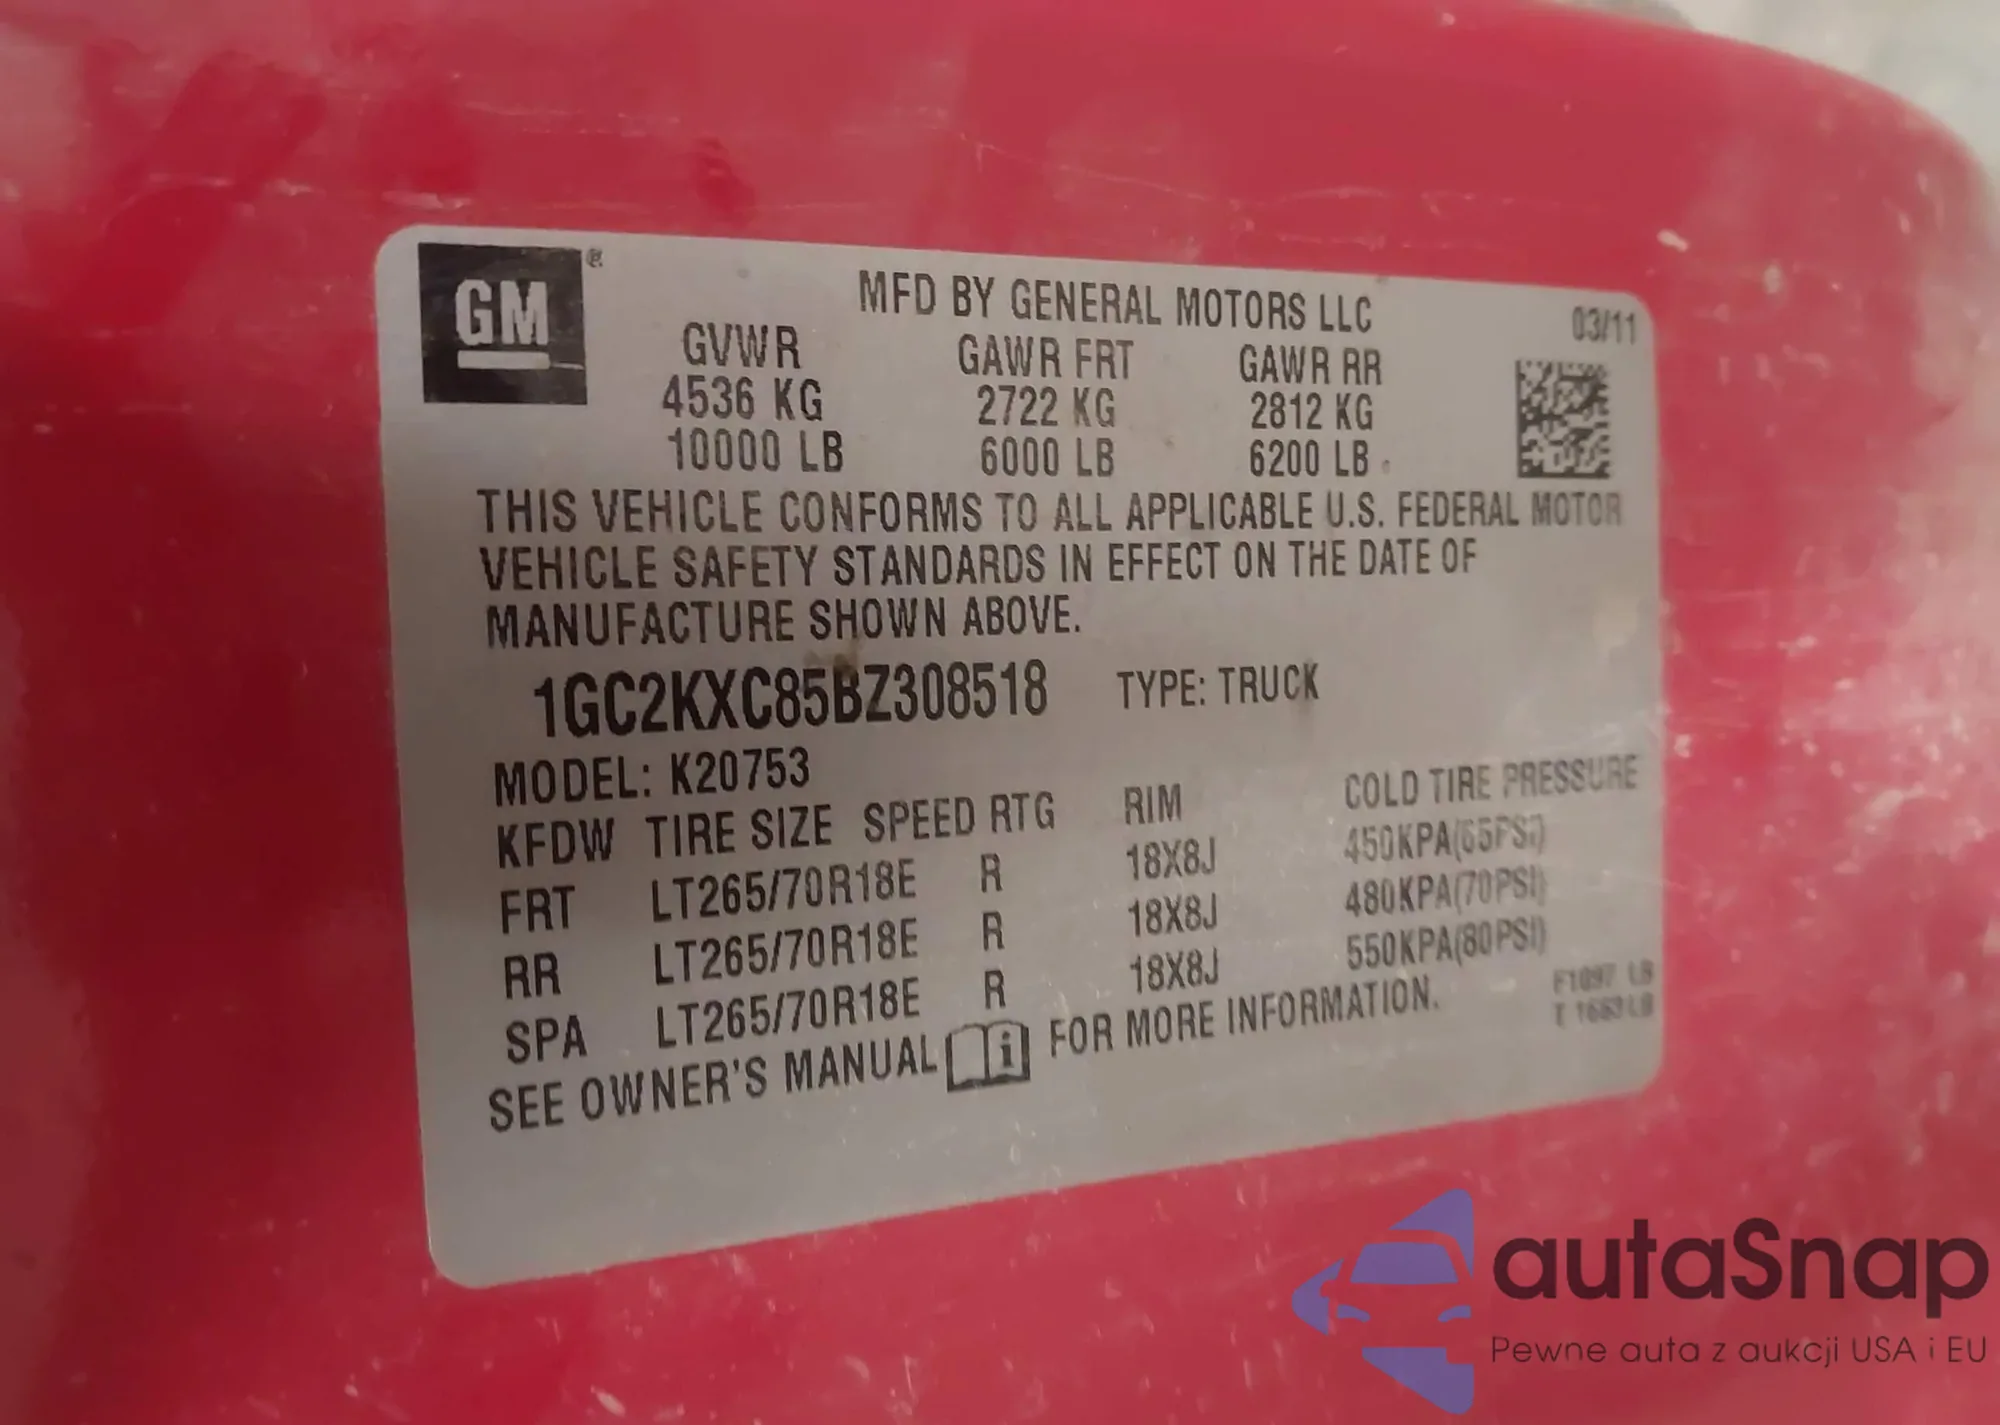 GM ®
MFD BY GENERAL MOTORS LLC 03/11
GVWR GAWR FRT GAWR RR
4536 KG 2722 KG 2812 KG
10000 LB 6000 LB 6200 LB
THIS VEHICLE CONFORMS TO ALL APPLICABLE U.S. FEDERAL MOTOR
VEHICLE SAFETY STANDARDS IN EFFECT ON THE DATE OF
MANUFACTURE SHOWN ABOVE.
1GC2KXC85BZ308518 TYPE: TRUCK
MODEL: K20753
KFDW TIRE SIZE SPEED RTG RIM COLD TIRE PRESSURE
FRT LT265/70R18E R 18X8J 450KPA(65PSI)
RR LT265/70R18E R 18X8J 480KPA(70PSI)
SPA LT265/70R18E R 18X8J 550KPA(80PSI)
SEE OWNER'S MANUAL i FOR MORE INFORMATION.
LB
T LB
autaSnap
Pewne auta z aukcji USA i EU